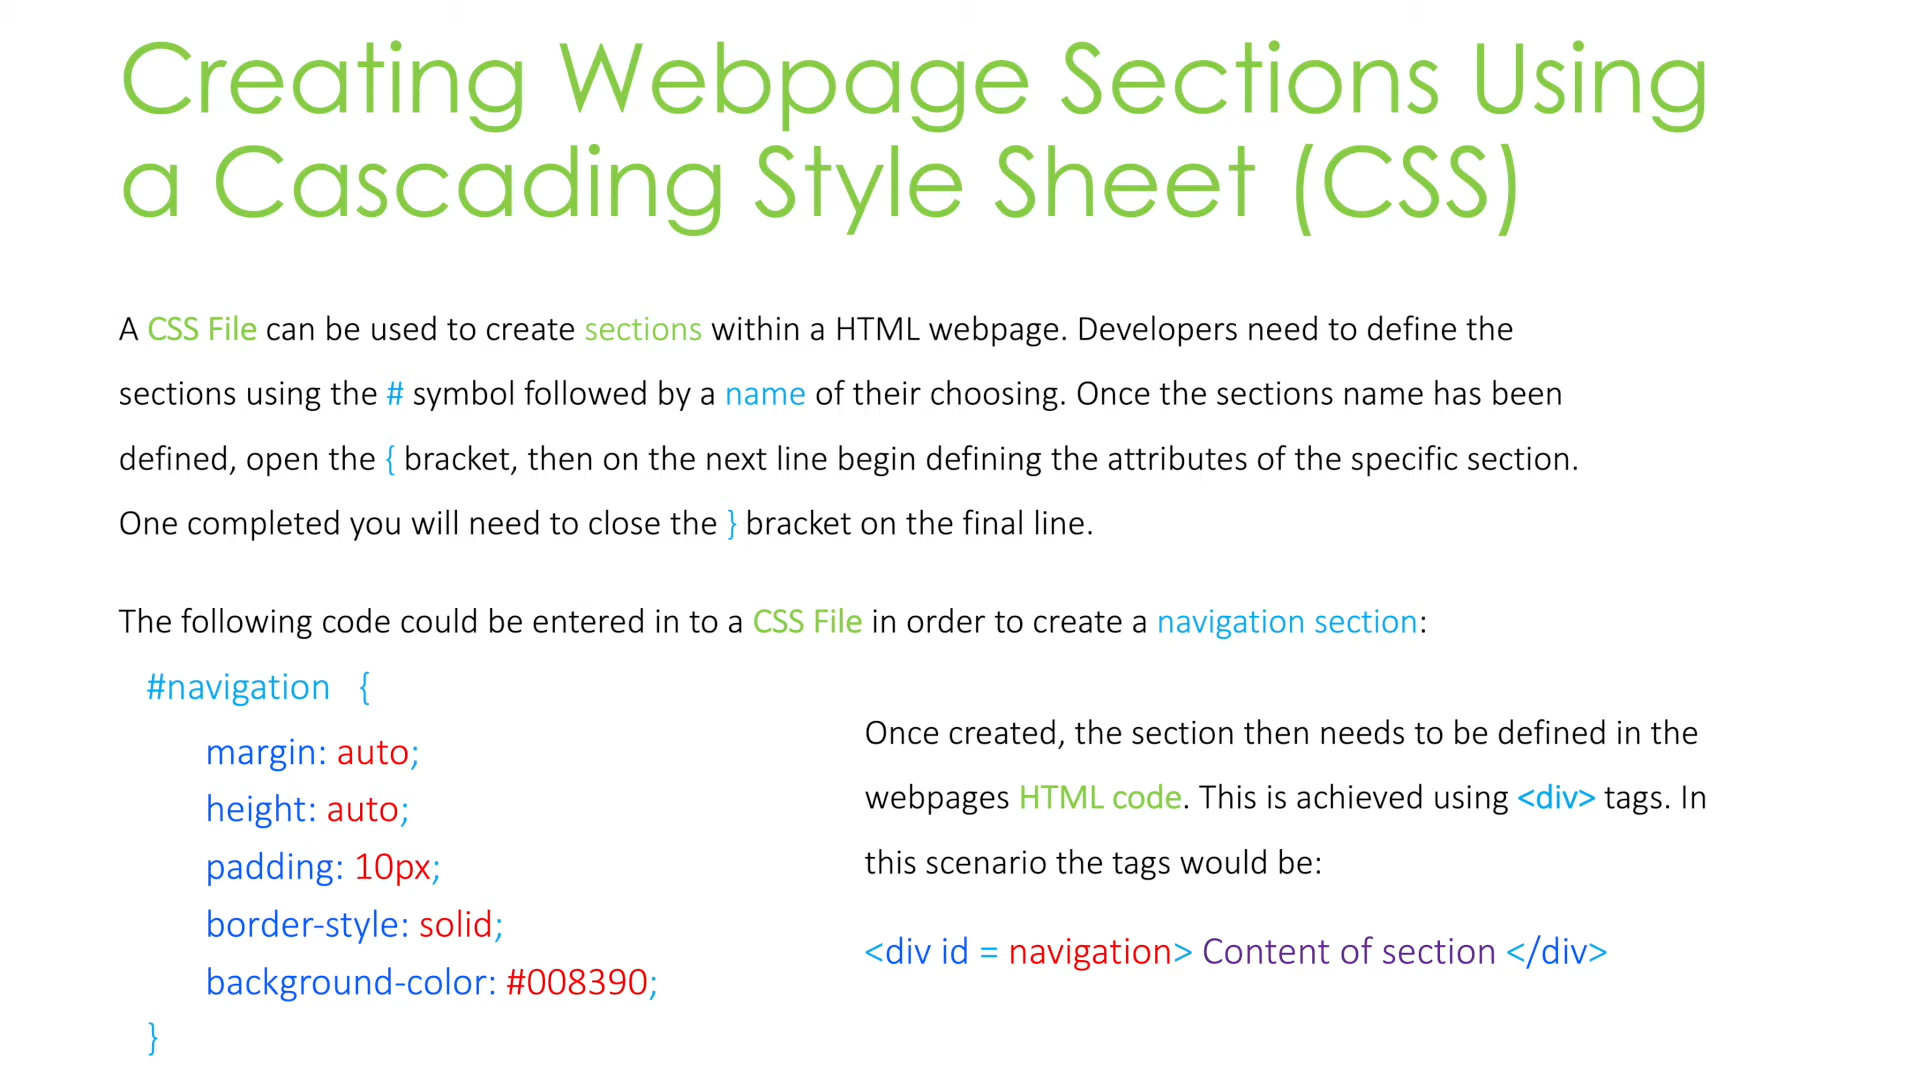 Creating Webpage Sections Using
a Cascading Style Sheet (CSS)
A CSS File can be used to create sections within a HTML webpage. Developers need to define the
sections using the # symbol followed by a name of their choosing. Once the sections name has been
defined, open the { bracket, then on the next line begin defining the attributes of the specific section.
One completed you will need to close the } bracket on the final line.
The following code could be entered in to a CSS File in order to create a navigation section:
#navigation {
margin: auto;
height: auto;
padding: 10px;
border-style: solid;
background-color: #008390;
}
Once created, the section then needs to be defined in the
webpages HTML code. This is achieved using <div> tags. In
this scenario the tags would be:
<div id = navigation> Content of section </div>